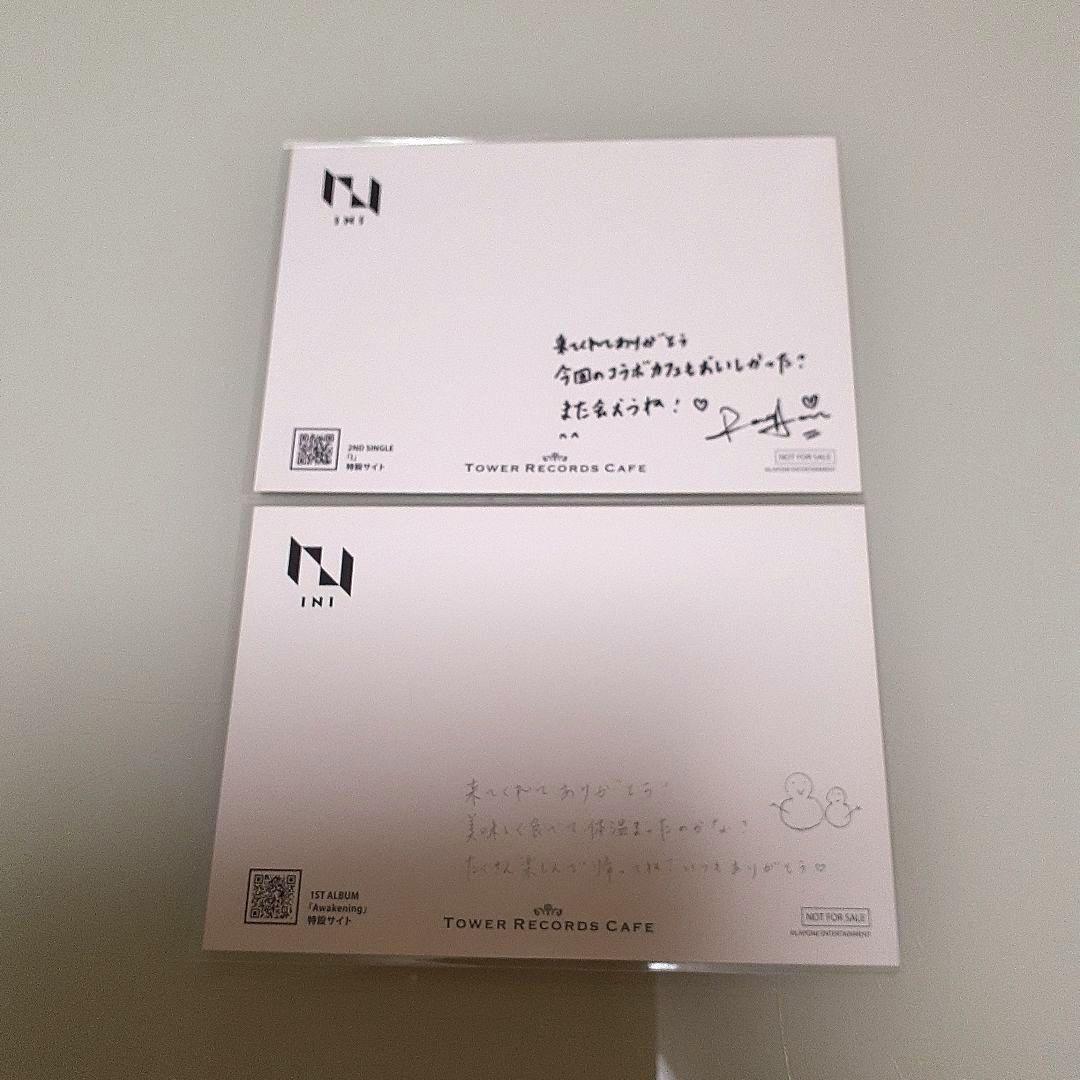 INI
来てくれてありがとう
今回のコラボカフェもおいしかった!
また会えうね! ♡
^^
2ND SINGLE
「I」
特設サイト
TOWER RECORDS CAFE
NOT FOR SALE
©LAPONE ENTERTAINMENT
INI
来てくれてありがとう
美味しく食べて体温まったのかな?
たくさん楽しんで帰ってね! いつもありがとう♡
1ST ALBUM
「Awakening」
特設サイト
TOWER RECORDS CAFE
NOT FOR SALE
©LAPONE ENTERTAINMENT